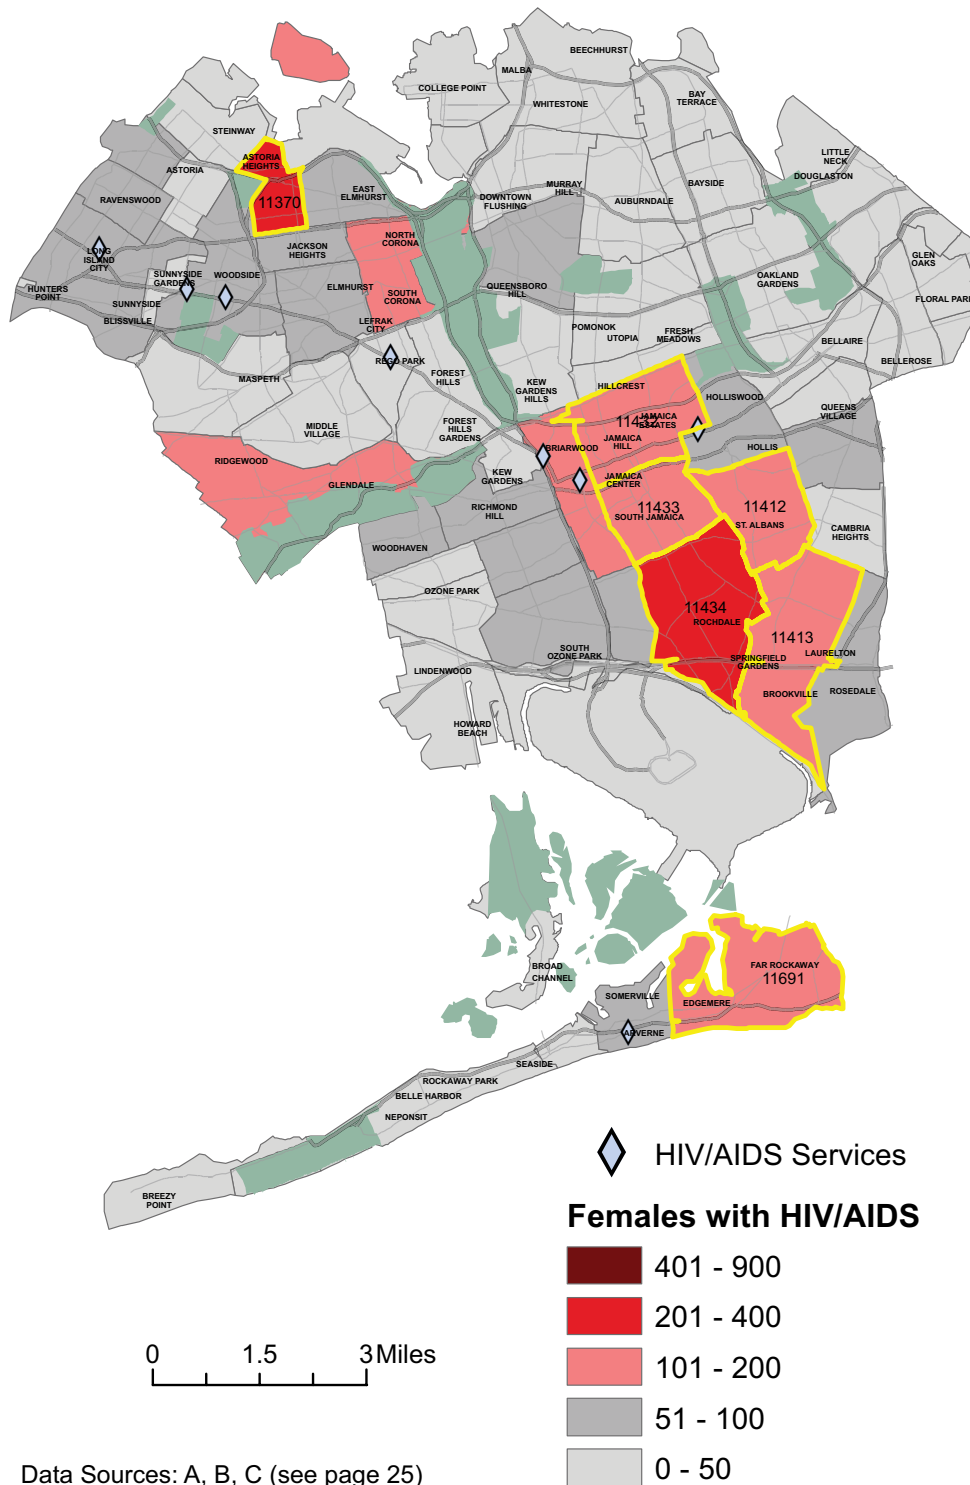 BEECHHURST
MALBA
COLLEGE POINT
WHITESTONE
BAY
TERRACE
STEINWAY
LITTLE
NECK
ASTORIA
HEIGHTS
ASTORIA
DOUGLASTON
EAST
ELMHURST
MURRAY
HILL
BAYSIDE
RAVENSWOOD
11370
DOWNTOWN
FLUSHING
AUBURNDALE
NORTH
CORONA
LONG
ISLAND
CITY
JACKSON
HEIGHTS
GLEN
OAKS
SUNNYSIDE
GARDENS
WOODSIDE
OAKLAND
GARDENS
HUNTERS
POINT
ELMHURST
SOUTH
CORONA
QUEENSBORO
HILL
FLORAL PARK
SUNNYSIDE
BLISSVILLE
LEFRAK
CITY
POMONOK
UTOPIA
FRESH
MEADOWS
BELLAIRE
REGO PARK
BELLEROSE
MASPETH
FOREST
HILLS
KEW
GARDENS
HILLS
HILLCREST
HOLLISWOOD
QUEENS
VILLAGE
MIDDLE
VILLAGE
FOREST
HILLS
GARDENS
11432
JAMAICA
ESTATES
JAMAICA
HILL
BRIARWOOD
HOLLIS
RIDGEWOOD
GLENDALE
KEW
GARDENS
JAMAICA
CENTER
RICHMOND
HILL
11433
SOUTH JAMAICA
11412
ST. ALBANS
CAMBRIA
HEIGHTS
WOODHAVEN
OZONE PARK
11434
ROCHDALE
11413
LAURELTON
SOUTH
OZONE PARK
SPRINGFIELD
GARDENS
LINDENWOOD
BROOKVILLE
ROSEDALE
HOWARD
BEACH
BROAD
CHANNEL
FAR ROCKAWAY
11691
SOMERVILLE
EDGEMERE
ARVERNE
SEASIDE
ROCKAWAY PARK
BELLE HARBOR
NEPONSIT
BREEZY
POINT
HIV/AIDS Services
Females with HIV/AIDS
401 - 900
201 - 400
101 - 200
51 - 100
0 - 50
0 1.5 3 Miles
Data Sources: A, B, C (see page 25)